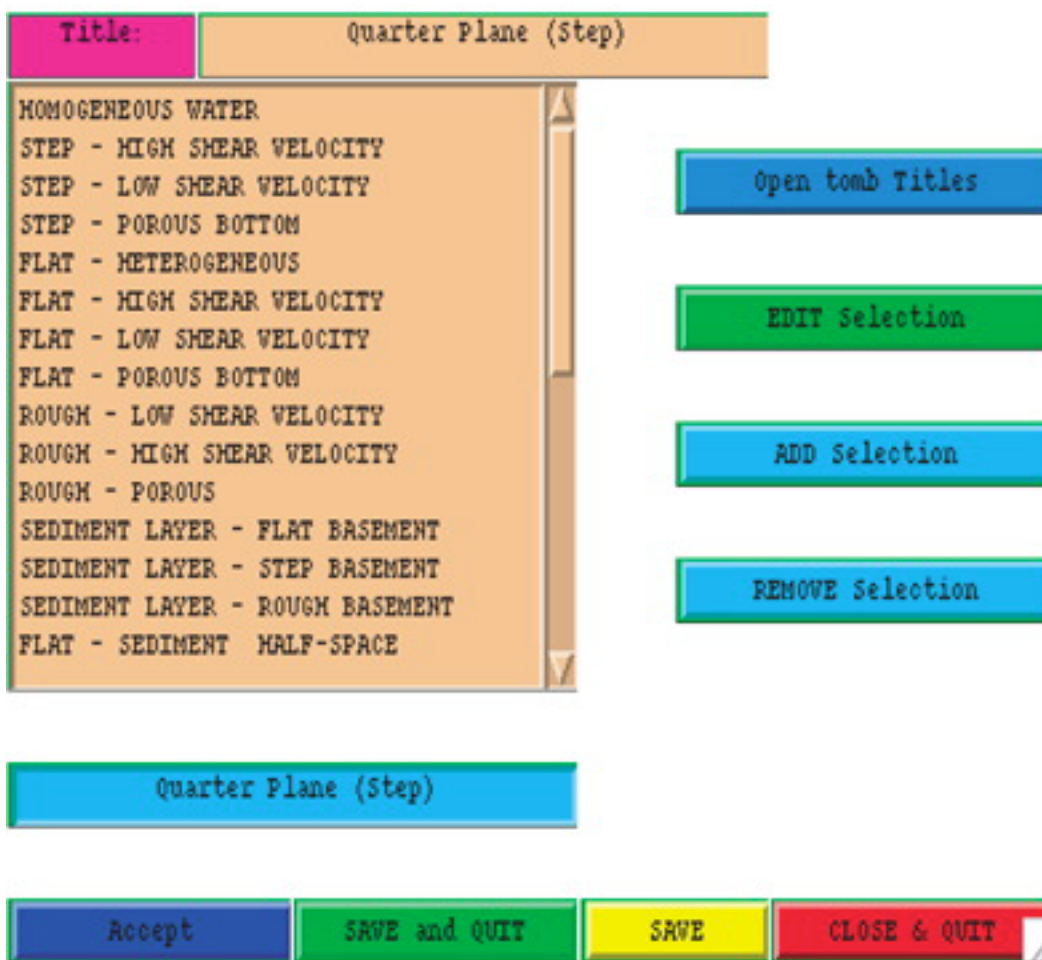 Title:
Quarter Plane (Step)
HOMOGENEOUS WATER
STEP - HIGH SHEAR VELOCITY
STEP - LOW SHEAR VELOCITY
STEP - POROUS BOTTOM
FLAT - HETEROGENEOUS
FLAT - HIGH SHEAR VELOCITY
FLAT - LOW SHEAR VELOCITY
FLAT - POROUS BOTTOM
ROUGH - LOW SHEAR VELOCITY
ROUGH - HIGH SHEAR VELOCITY
ROUGH - POROUS
SEDIMENT LAYER - FLAT BASEMENT
SEDIMENT LAYER - STEP BASEMENT
SEDIMENT LAYER - ROUGH BASEMENT
FLAT - SEDIMENT  HALF-SPACE
Open tomb Titles
EDIT Selection
ADD Selection
REMOVE Selection
Quarter Plane (Step)
Accept
SAVE and QUIT
SAVE
CLOSE & QUIT